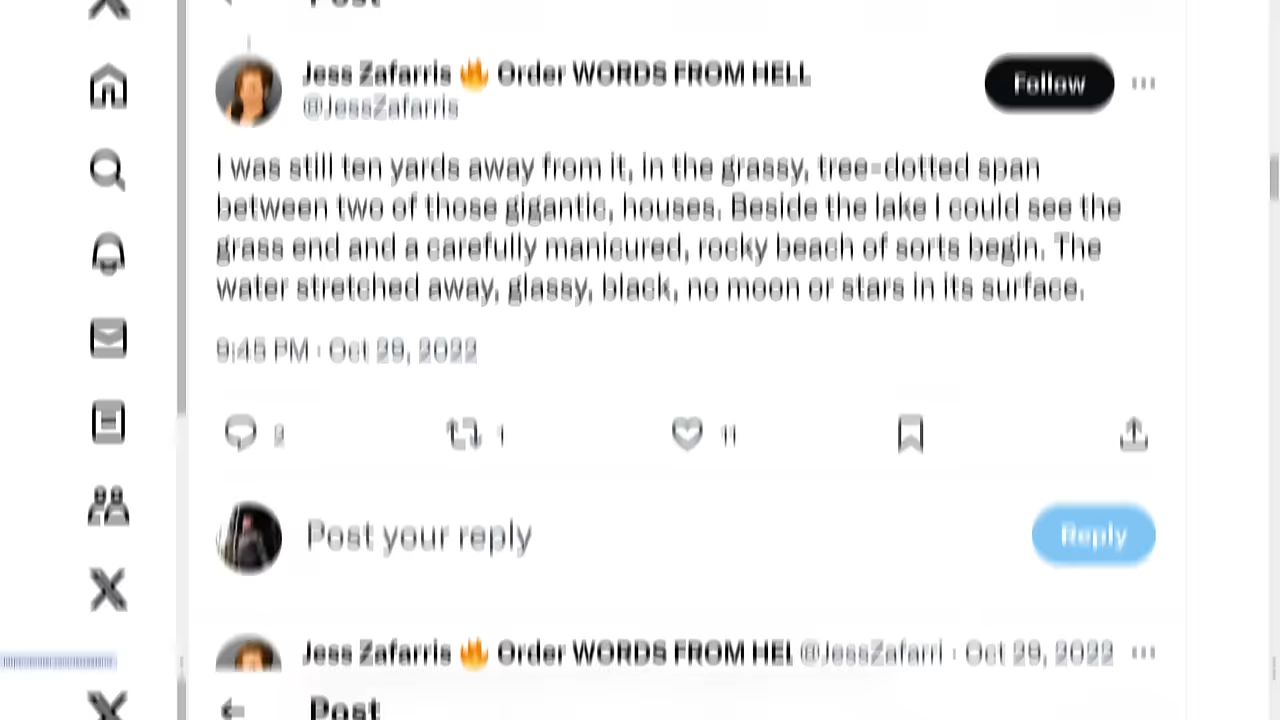 Post
Jess Zafarris 🔥 Order WORDS FROM HELL
@JessZafarris
Follow
I was still ten yards away from it, in the grassy, tree-dotted span
between two of those gigantic, houses. Beside the lake I could see the
grass end and a carefully manicured, rocky beach of sorts begin. The
water stretched away, glassy, black, no moon or stars in its surface.
9:45 PM · Oct 29, 2022
1 11
Post your reply
Reply
Jess Zafarris 🔥 Order WORDS FROM HEL @JessZafarri · Oct 29, 2022
Post